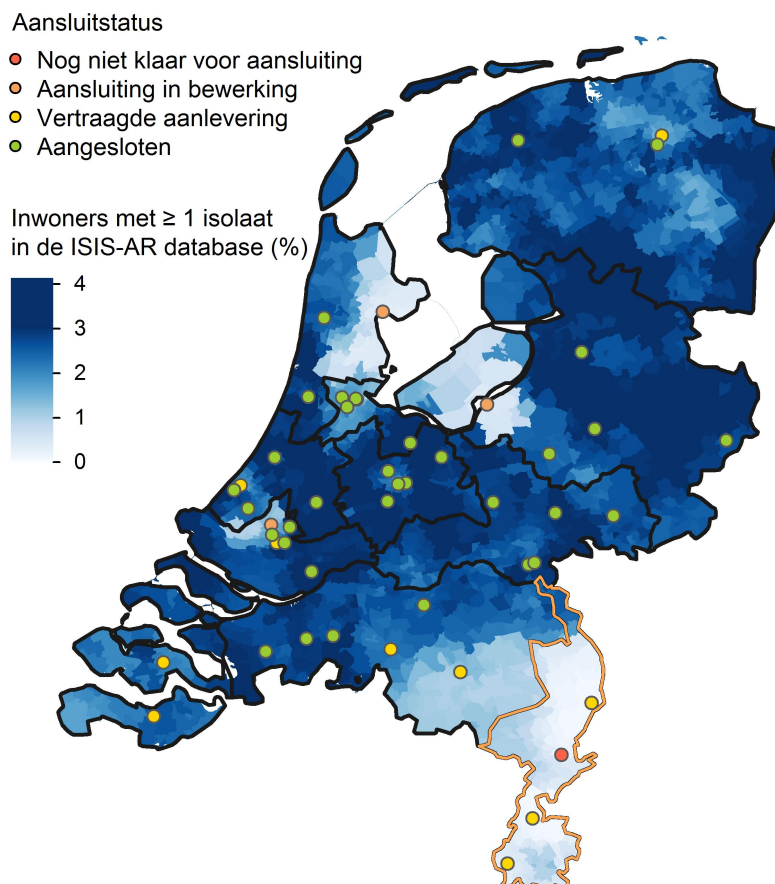 Aansluitstatus
Nog niet klaar voor aansluiting
Aansluiting in bewerking
Vertraagde aanlevering
Aangesloten
Inwoners met ≥ 1 isolaat
in de ISIS-AR database (%)
4
3
2
1
0